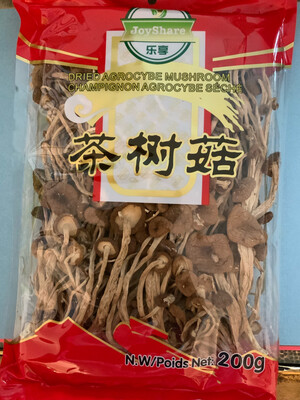 JoyShare
乐享
DRIED AGROCYBE MUSHROOM
CHAMPIGNON AGROCYBE SÉCHÉ
茶树菇
N.W/Poids Net: 200g